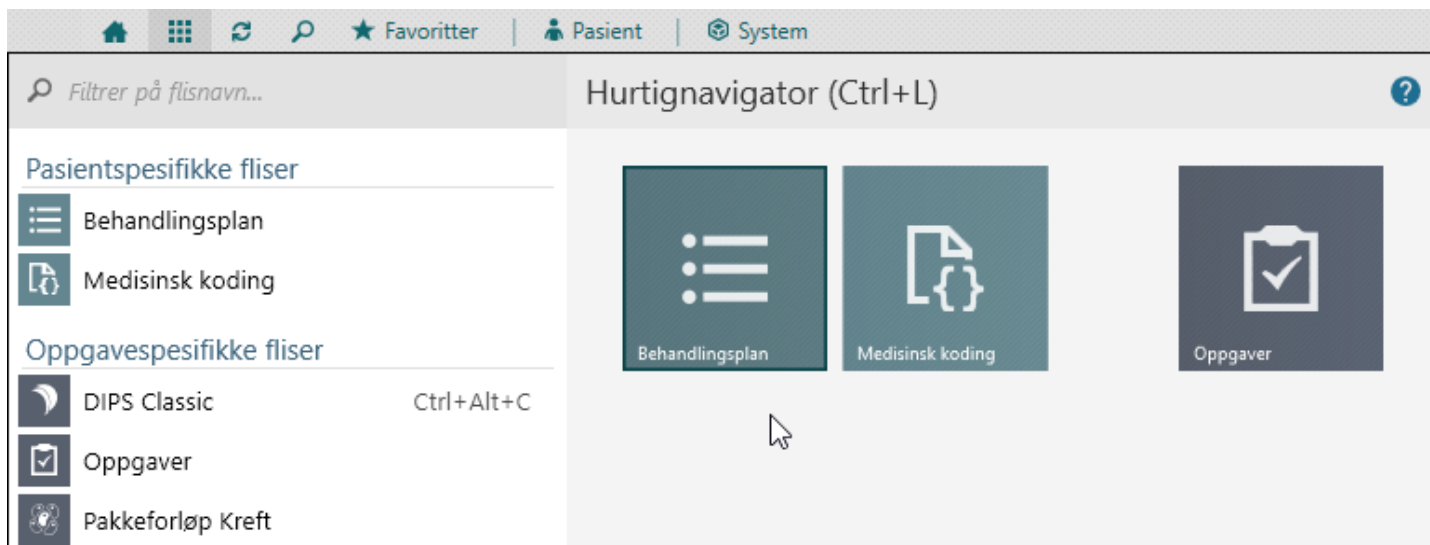 Favoritter | Pasient | System
Filtrer på flisnavn...
Hurtignavigator (Ctrl+L)
?
Pasientspesifikke fliser
Behandlingsplan
Medisinsk koding
Oppgavespesifikke fliser
DIPS Classic Ctrl+Alt+C
Oppgaver
Pakkeforløp Kreft
Behandlingsplan
Medisinsk koding
Oppgaver